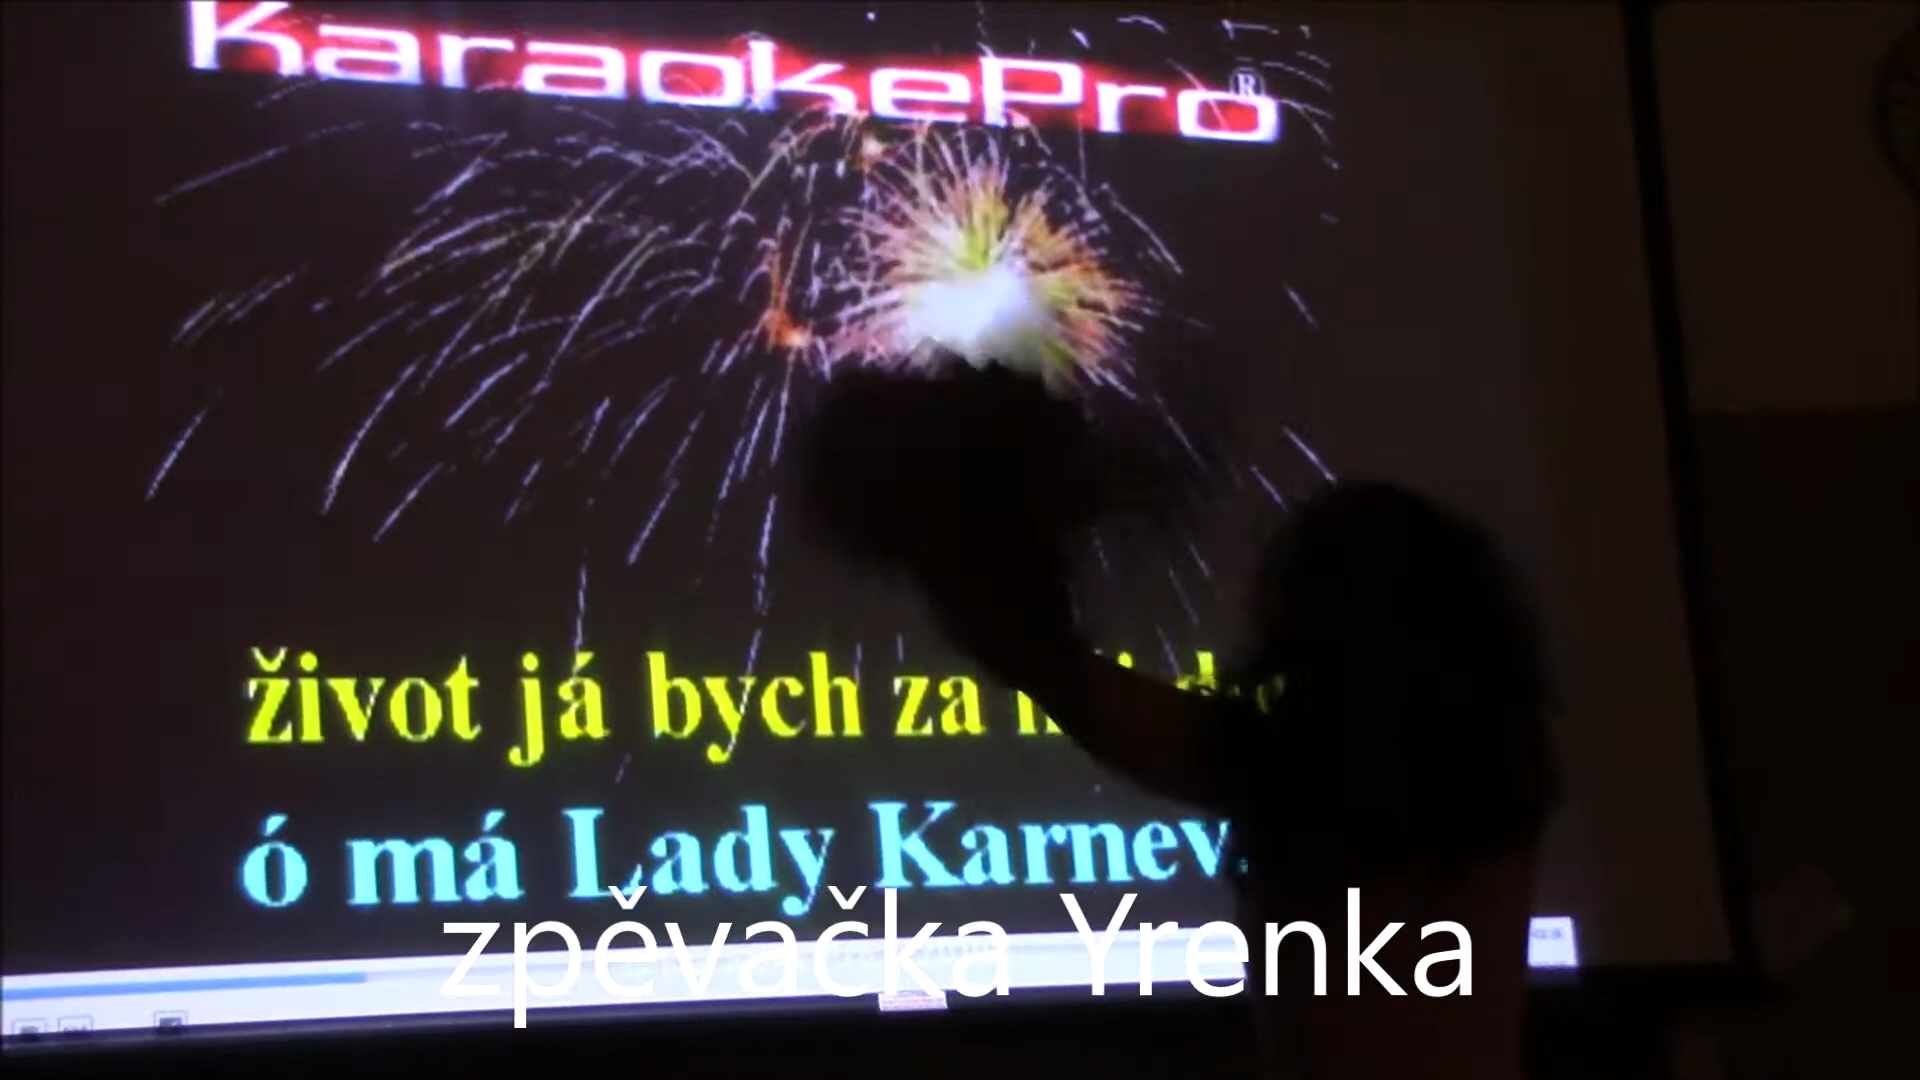 KaraokePro®
život já bych za
ó má Lady Karnev
zpěvačka Yrenka